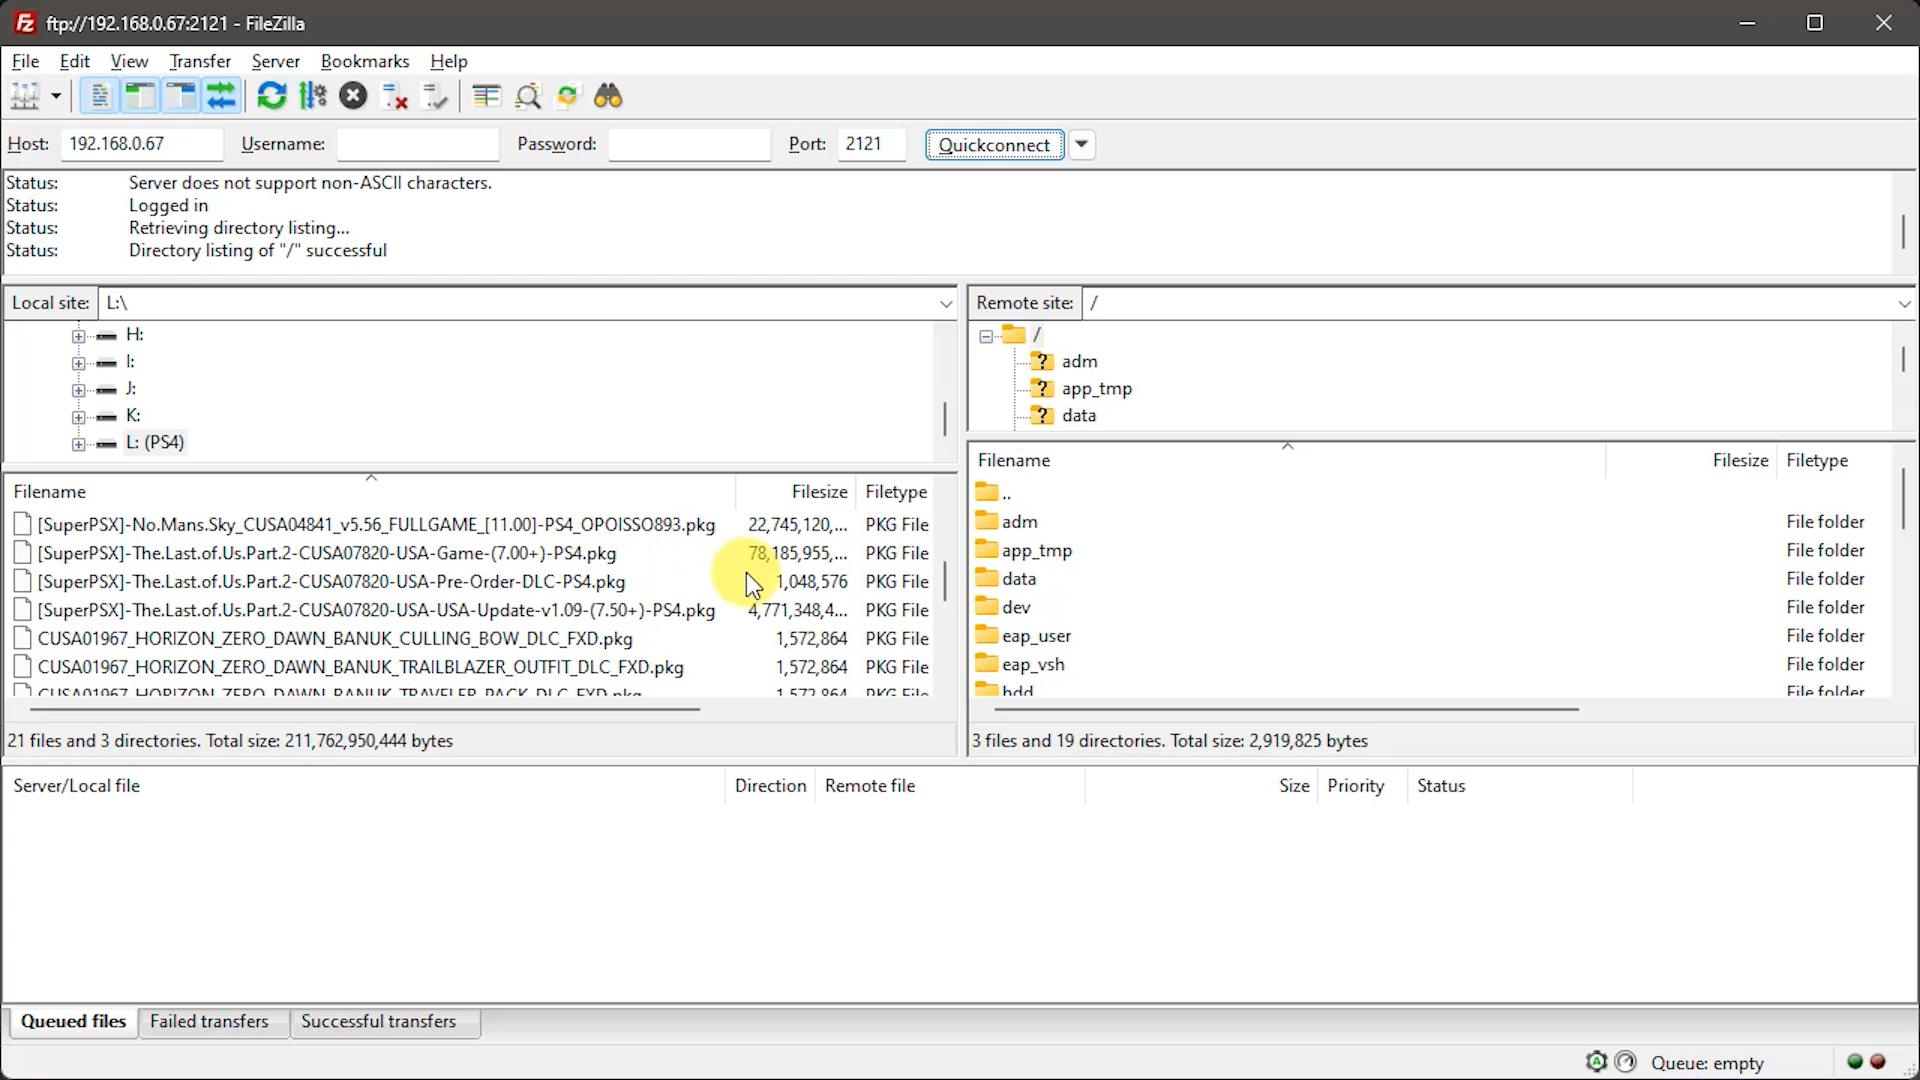 ftp://192.168.0.67:2121 - FileZilla
File Edit View Transfer Server Bookmarks Help
Host: 192.168.0.67 Username: Password: Port: 2121 Quickconnect
Status: Server does not support non-ASCII characters.
Status: Logged in
Status: Retrieving directory listing...
Status: Directory listing of "/" successful
Local site: L:\
H:
I:
J:
K:
L: (PS4)
Filename Filesize Filetype
[SuperPSX]-No.Mans.Sky_CUSA04841_v5.56_FULLGAME_[11.00]-PS4_OPOISSO893.pkg 22,745,120,... PKG File
[SuperPSX]-The.Last.of.Us.Part.2-CUSA07820-USA-Game-(7.00+)-PS4.pkg 78,185,955,... PKG File
[SuperPSX]-The.Last.of.Us.Part.2-CUSA07820-USA-Pre-Order-DLC-PS4.pkg 1,048,576 PKG File
[SuperPSX]-The.Last.of.Us.Part.2-CUSA07820-USA-USA-Update-v1.09-(7.50+)-PS4.pkg 4,771,348,4... PKG File
CUSA01967_HORIZON_ZERO_DAWN_BANUK_CULLING_BOW_DLC_FXD.pkg 1,572,864 PKG File
CUSA01967_HORIZON_ZERO_DAWN_BANUK_TRAILBLAZER_OUTFIT_DLC_FXD.pkg 1,572,864 PKG File
CUSA01967_HORIZON_ZERO_DAWN_BANUK_TRAVELER_PACK_DLC_FXD.pkg 1,572,864 PKG File
21 files and 3 directories. Total size: 211,762,950,444 bytes
Remote site: /
/
adm
app_tmp
data
Filename Filesize Filetype
..
adm File folder
app_tmp File folder
data File folder
dev File folder
eap_user File folder
eap_vsh File folder
hdd File folder
3 files and 19 directories. Total size: 2,919,825 bytes
Server/Local file Direction Remote file Size Priority Status
Queued files Failed transfers Successful transfers
Queue: empty